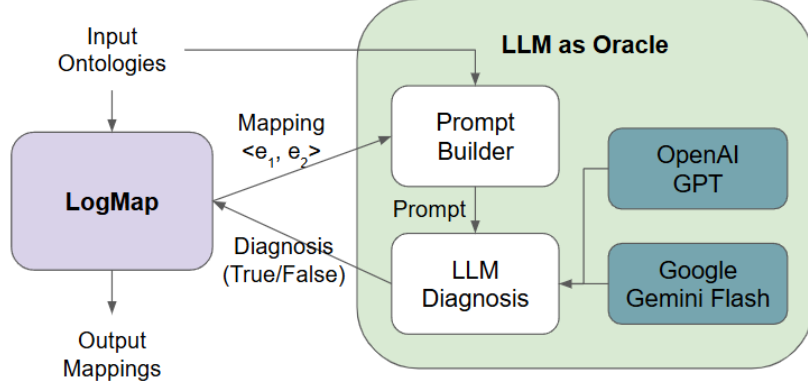 Input
Ontologies
LLM as Oracle
Mapping
<e₁, e₂>
Prompt
Builder
OpenAI
GPT
LogMap
Prompt
Diagnosis
(True/False)
LLM
Diagnosis
Google
Gemini Flash
Output
Mappings